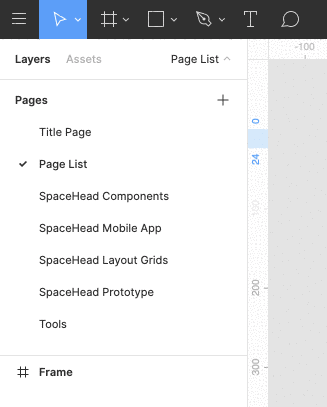 Layers Assets Page List
-100
Pages
Title Page
Page List
SpaceHead Components
SpaceHead Mobile App
SpaceHead Layout Grids
SpaceHead Prototype
Tools
Frame
0
24
100
200
300